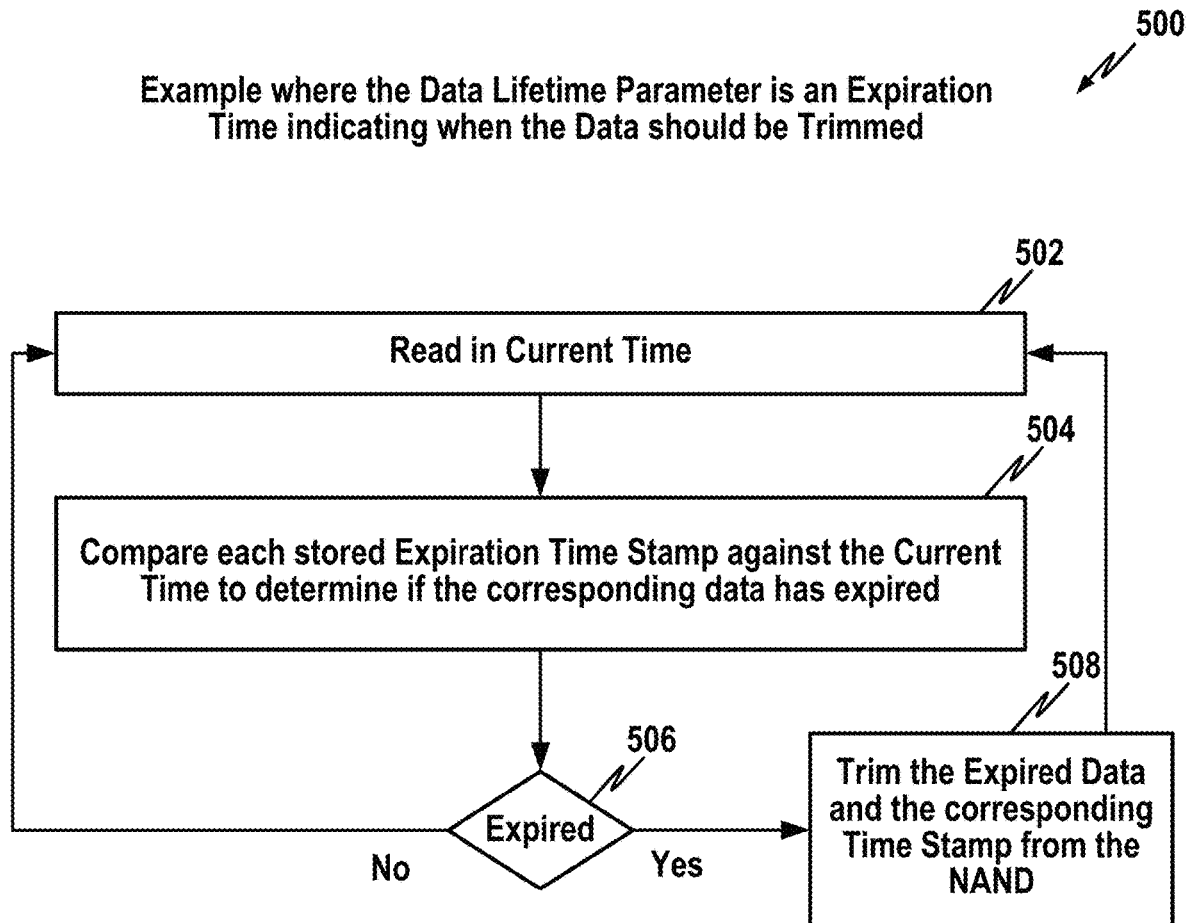 500
Example where the Data Lifetime Parameter is an Expiration
Time indicating when the Data should be Trimmed
502
Read in Current Time
504
Compare each stored Expiration Time Stamp against the Current
Time to determine if the corresponding data has expired
506
Expired
No
Yes
508
Trim the Expired Data
and the corresponding
Time Stamp from the
NAND